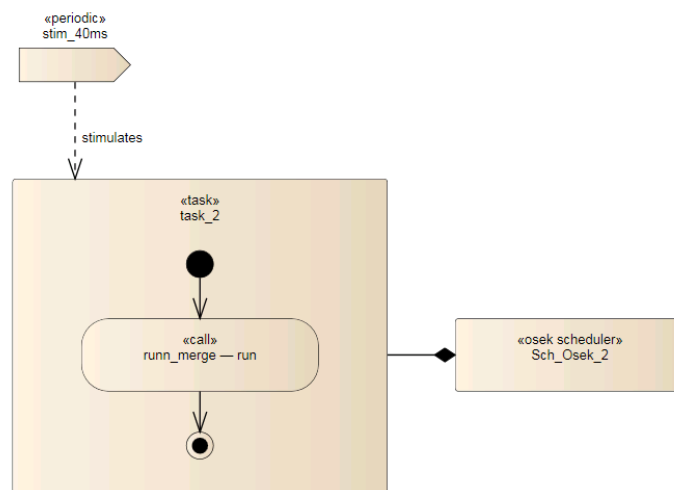 «periodic»
stim_40ms
stimulates
«task»
task_2
«call»
runn_merge — run
«osek scheduler»
Sch_Osek_2